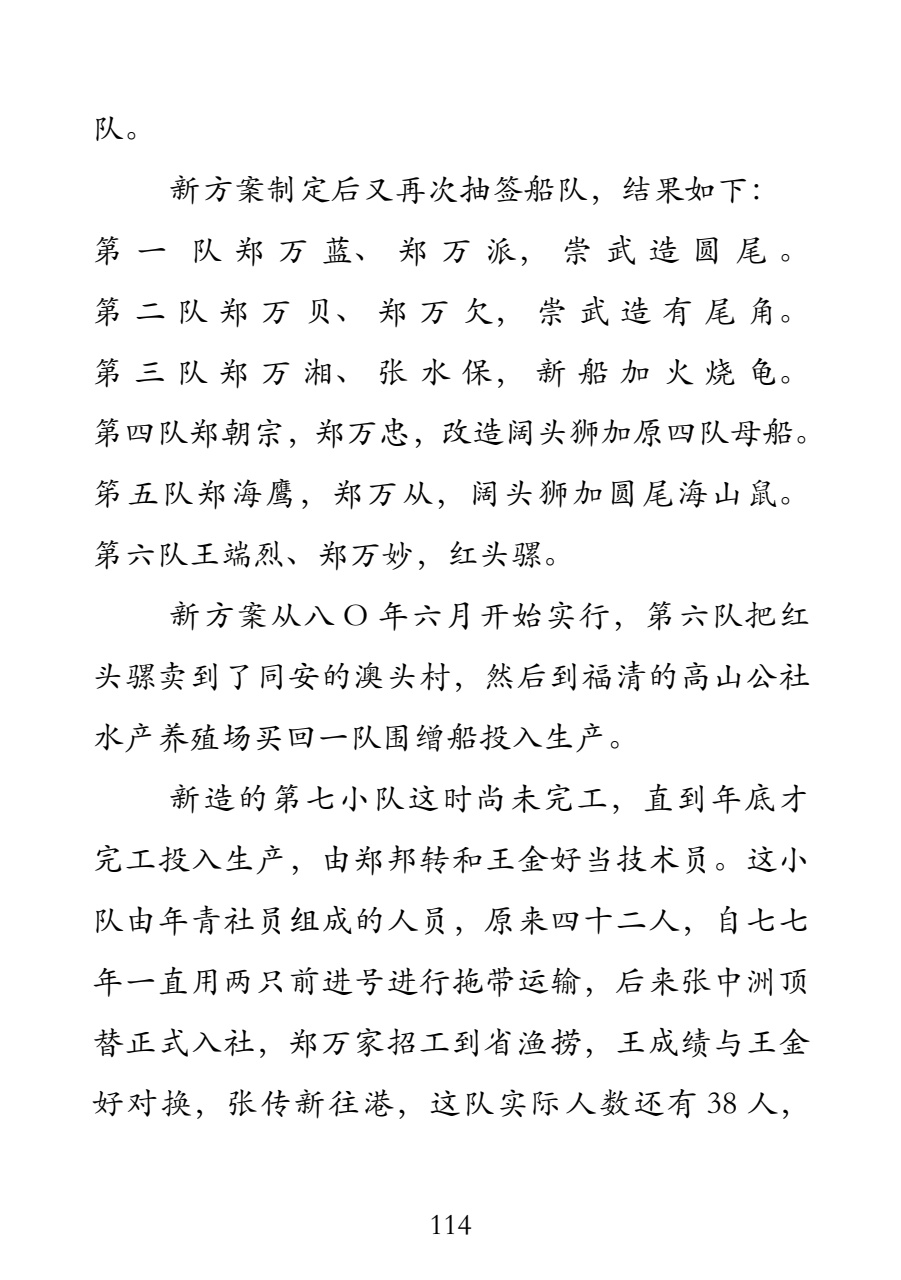 队。
新方案制定后又再次抽签船队，结果如下：
第一 队郑万蓝、郑万派，崇武造圆尾。
第二队郑万贝、郑万欠，崇武造有尾角。
第三队郑万湘、张水保，新船加火烧龟。
第四队郑朝宗，郑万忠，改造阔头狮加原四队母船。
笫五队郑海鹰，郑万从，阔头狮加圆尾海山鼠。
第六队王端烈、郑万妙，红头骡。
新方案从八O年六月开始实行，第六队把红
头骡卖到了同安的澳头村，然后到福清的高山公社
水产养殖场买回一队围缯船投入生产。
新造的第七小队这时尚未完工，直到年底才
完工投入生产，由郑邦转和王金好当技术员。这小
队由年青社员组成的人员，原来四十二人，自七七
年一直用两只前进号进行拖带运输，后来张中洲顶
替正式入社，郑万家招工到省渔捞，王成绩与王金
好对换，张传新往港，这队实际人数还有 38 人，
114